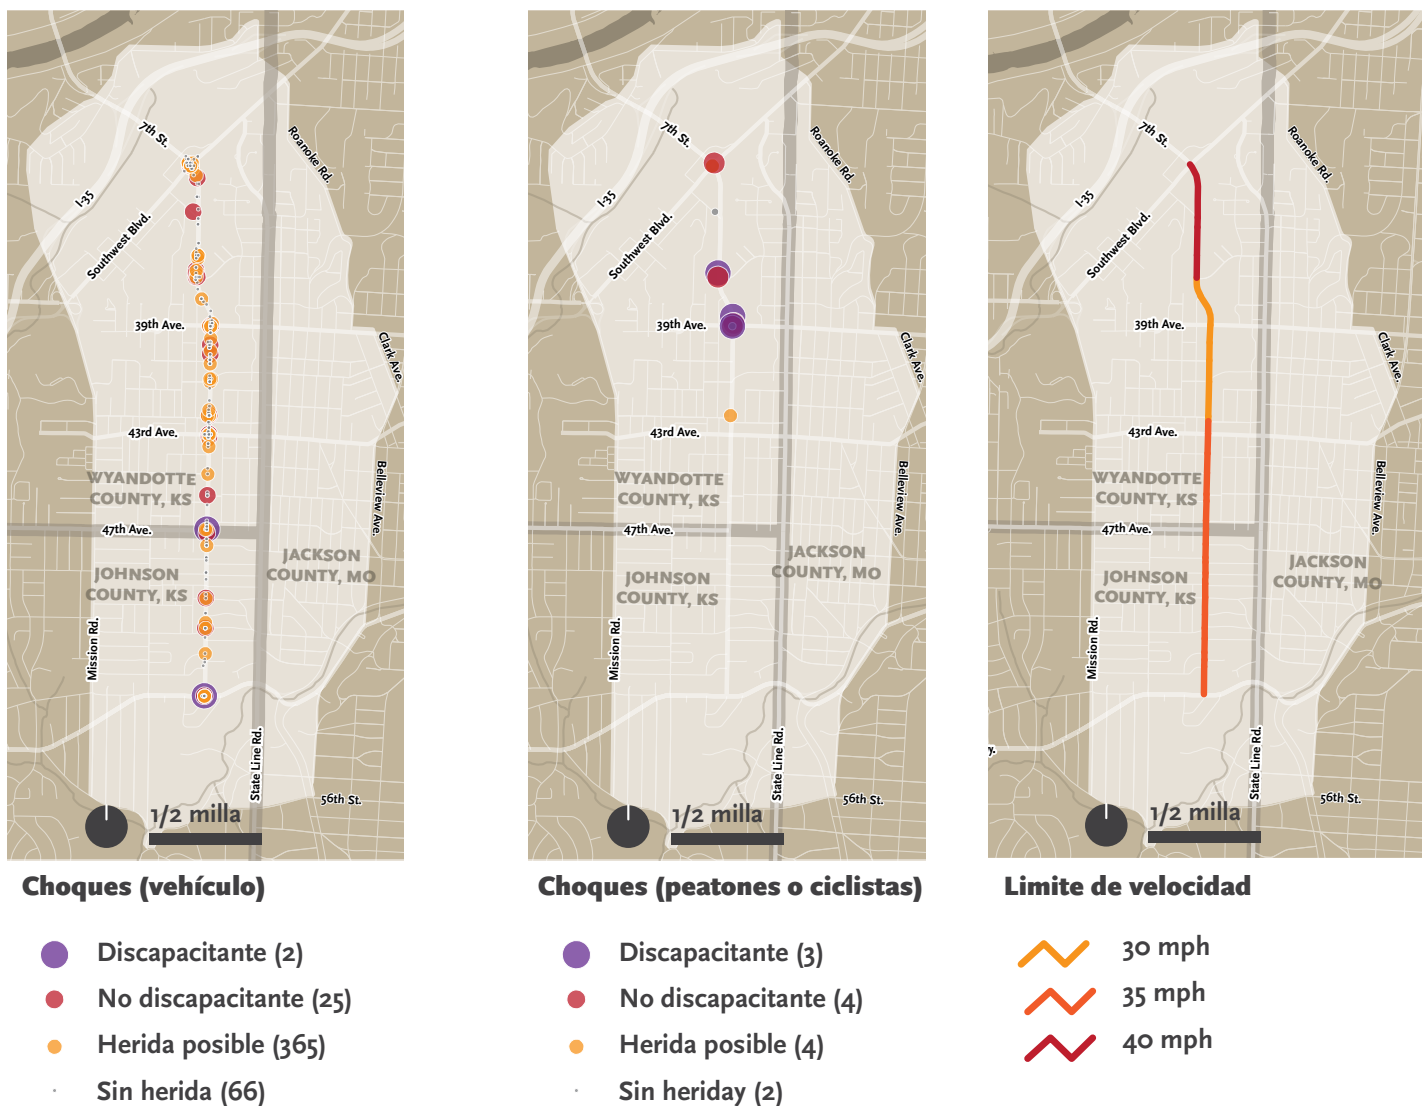 7th St.
Roanoke Rd.
I-35
Southwest Blvd.
39th Ave.
Clark Ave.
43rd Ave.
Belleview Ave.
WYANDOTTE
COUNTY, KS
47th Ave.
JACKSON
COUNTY, MO
JOHNSON
COUNTY, KS
Mission Rd.
State Line Rd.
56th St.
1/2 milla
Choques (vehículo)
Discapacitante (2)
No discapacitante (25)
Herida posible (365)
Sin herida (66)
7th St.
Roanoke Rd.
I-35
Southwest Blvd.
39th Ave.
Clark Ave.
43rd Ave.
Belleview Ave.
WYANDOTTE
COUNTY, KS
47th Ave.
JACKSON
COUNTY, MO
JOHNSON
COUNTY, KS
Mission Rd.
State Line Rd.
56th St.
1/2 milla
Choques (peatones o ciclistas)
Discapacitante (3)
No discapacitante (4)
Herida posible (4)
Sin heriday (2)
7th St.
Roanoke Rd.
I-35
Southwest Blvd.
39th Ave.
Clark Ave.
43rd Ave.
Belleview Ave.
WYANDOTTE
COUNTY, KS
47th Ave.
JACKSON
COUNTY, MO
JOHNSON
COUNTY, KS
Mission Rd.
State Line Rd.
y.
56th St.
1/2 milla
Limite de velocidad
30 mph
35 mph
40 mph